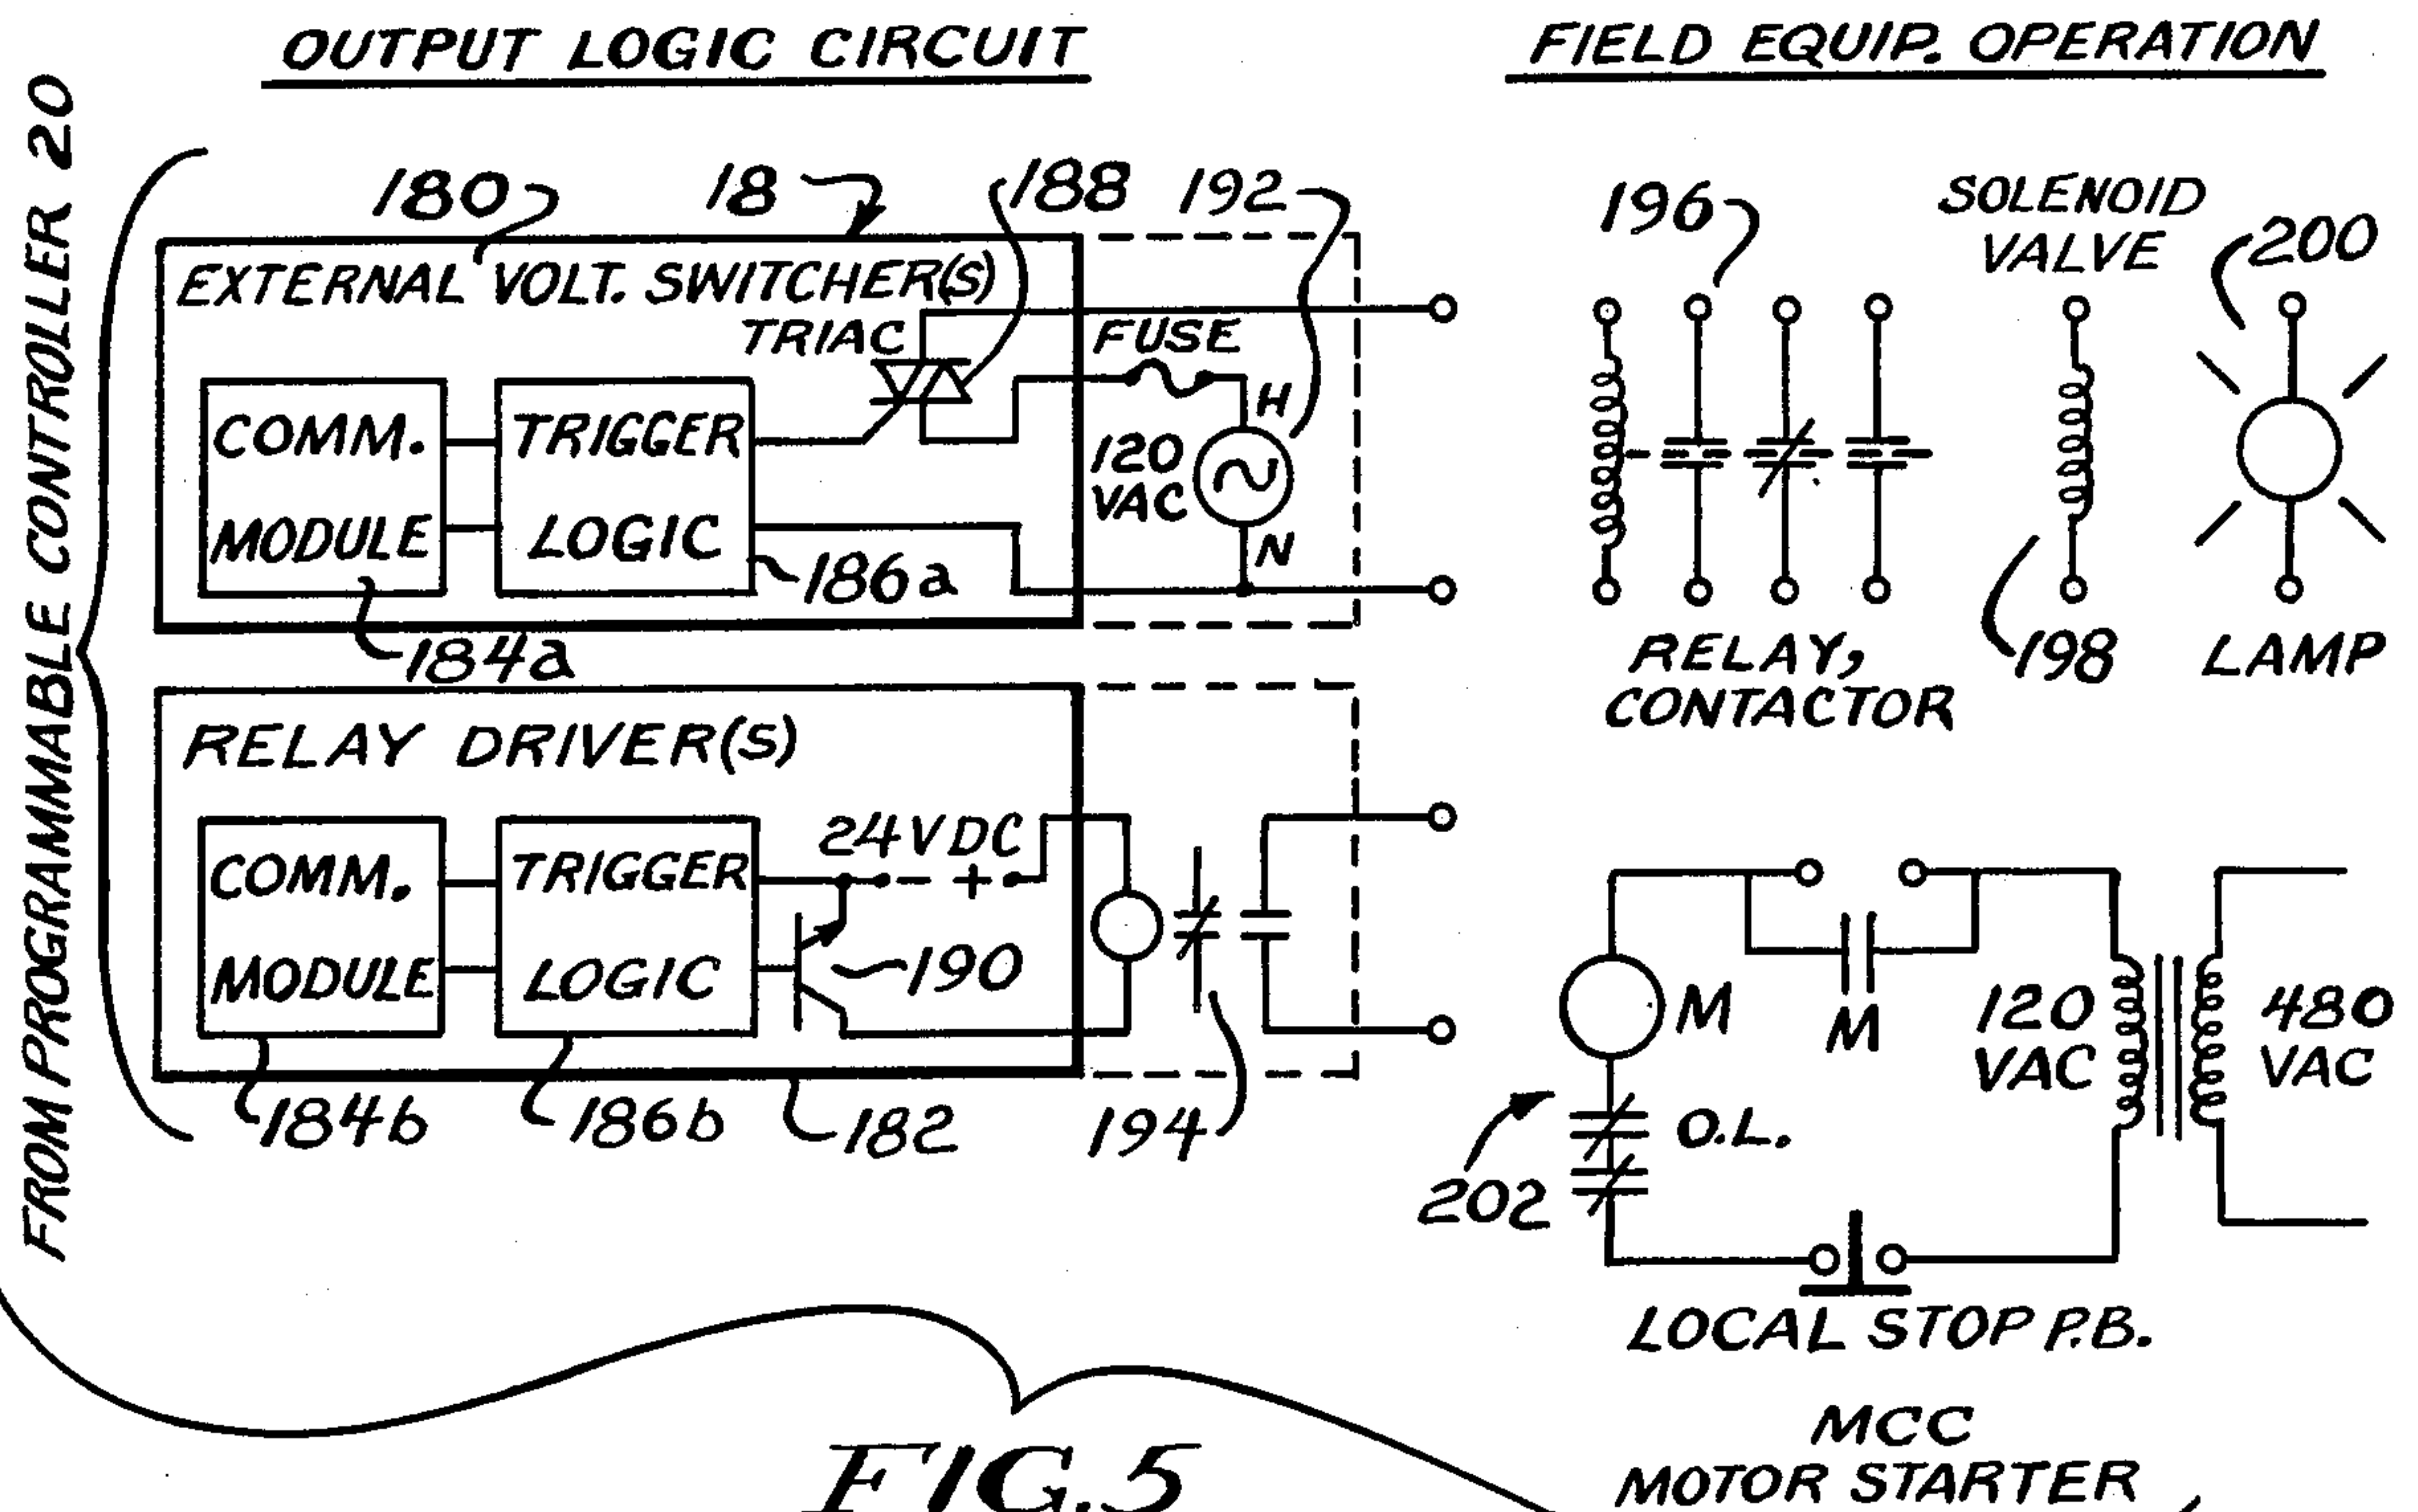 OUTPUT LOGIC CIRCUIT
FIELD EQUIP. OPERATION
FROM PROGRAMMABLE CONTROLLER 20
180
18
188
192
EXTERNAL VOLT. SWITCHER(S)
TRIAC
FUSE
COMM.
MODULE
TRIGGER
LOGIC
H
120
VAC
N
186a
184a
196
SOLENOID
VALVE
200
RELAY,
CONTACTOR
198
LAMP
RELAY DRIVER(S)
24VDC
- +
COMM.
MODULE
TRIGGER
LOGIC
190
184b
186b
182
194
M
M
120
VAC
480
VAC
O.L.
202
LOCAL STOP P.B.
MCC
MOTOR STARTER
FIG.5